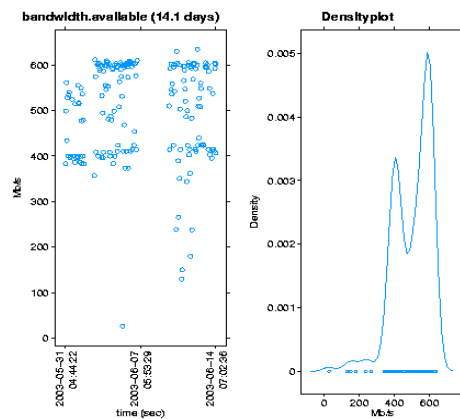 bandwidth.available (14.1 days)
Mb/s
600
500
400
300
200
100
0
2003-05-31
04:44:22
2003-06-07
05:53:29
2003-06-14
07:02:36
time (sec)
Densityplot
Density
0.005
0.004
0.003
0.002
0.001
0
0 200 400 600
Mb/s